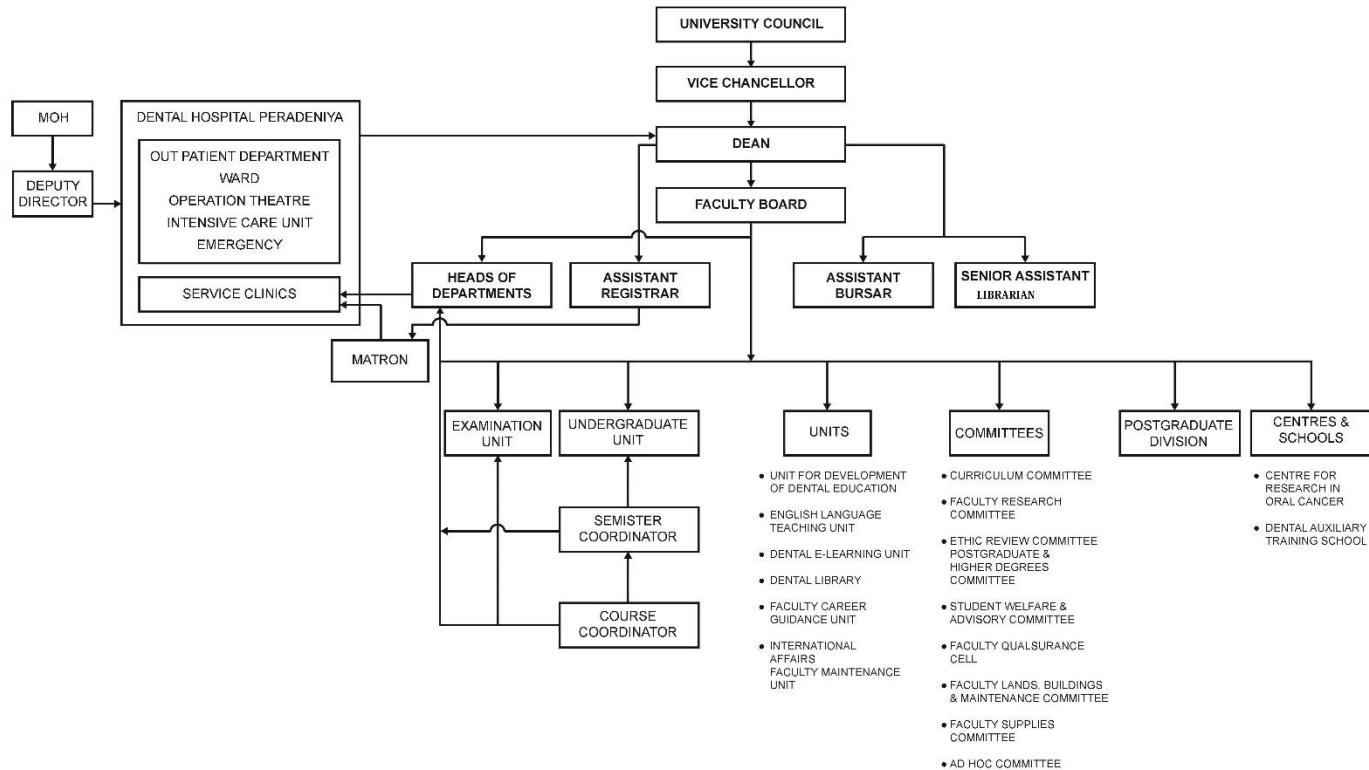 UNIVERSITY COUNCIL
VICE CHANCELLOR
MOH
DENTAL HOSPITAL PERADENIYA
DEAN
OUT PATIENT DEPARTMENT
WARD
OPERATION THEATRE
INTENSIVE CARE UNIT
EMERGENCY
DEPUTY
DIRECTOR
FACULTY BOARD
SERVICE CLINICS
HEADS OF
DEPARTMENTS
ASSISTANT
REGISTRAR
ASSISTANT
BURSAR
SENIOR ASSISTANT
LIBRARIAN
MATRON
EXAMINATION
UNIT
UNDERGRADUATE
UNIT
UNITS
COMMITTEES
POSTGRADUATE
DIVISION
CENTRES &
SCHOOLS
SEMISTER
COORDINATOR
COURSE
COORDINATOR
• UNIT FOR DEVELOPMENT
OF DENTAL EDUCATION
• ENGLISH LANGUAGE
TEACHING UNIT
• DENTAL E-LEARNING UNIT
• DENTAL LIBRARY
• FACULTY CAREER
GUIDANCE UNIT
• INTERNATIONAL
AFFAIRS
FACULTY MAINTENANCE
UNIT
• CURRICULUM COMMITTEE
• FACULTY RESEARCH
COMMITTEE
• ETHIC REVIEW COMMITTEE
POSTGRADUATE &
HIGHER DEGREES
COMMITTEE
• STUDENT WELFARE &
ADVISORY COMMITTEE
• FACULTY QUALSURANCE
CELL
• FACULTY LANDS, BUILDINGS
& MAINTENANCE COMMITTEE
• FACULTY SUPPLIES
COMMITTEE
• AD HOC COMMITTEE
• CENTRE FOR
RESEARCH IN
ORAL CANCER
• DENTAL AUXILIARY
TRAINING SCHOOL